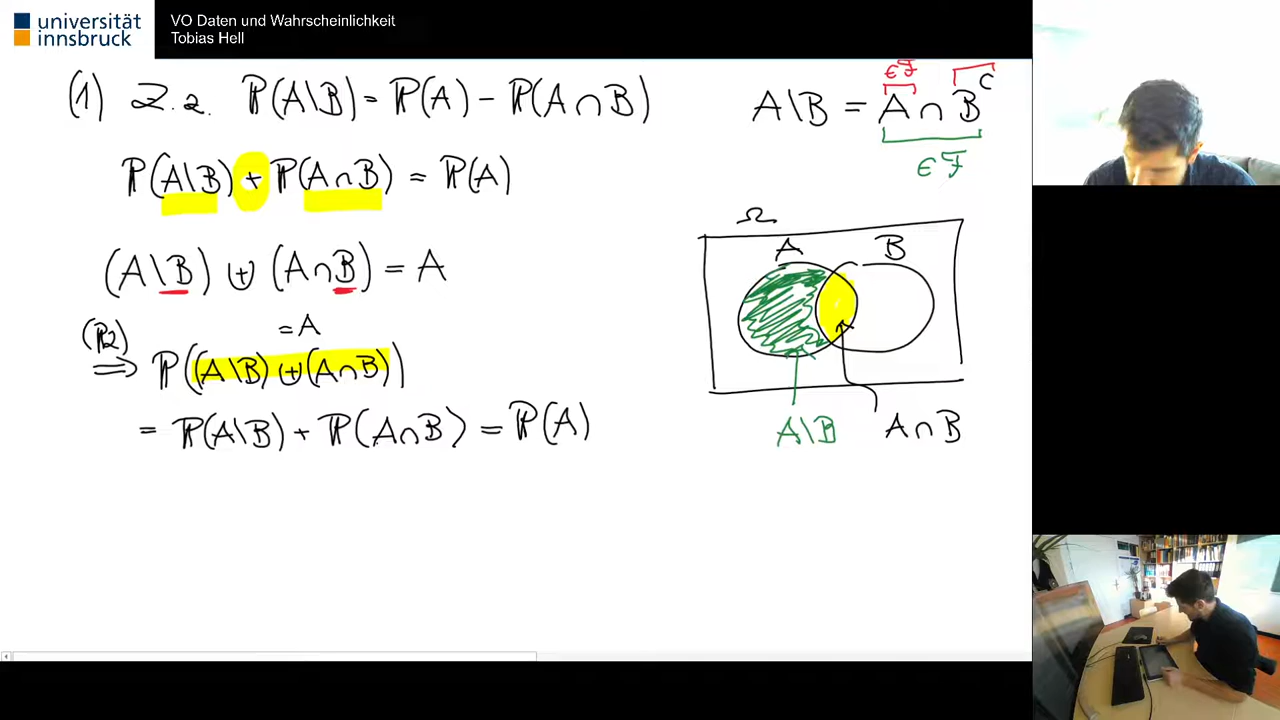 universität
innsbruck
VO Daten und Wahrscheinlichkeit
Tobias Hell
(1) Z.z. ℙ(A\B) = ℙ(A) − ℙ(A∩B)
ℙ(A\B) + ℙ(A∩B) = ℙ(A)
(A\B) ⊎ (A∩B) = A
= A
(P2)
⟹ ℙ((A\B) ⊎ (A∩B))
= ℙ(A\B) + ℙ(A∩B) = ℙ(A)
∈ℱ
A\B = A ∩ B^C
∈ℱ
Ω
A B
A\B A∩B